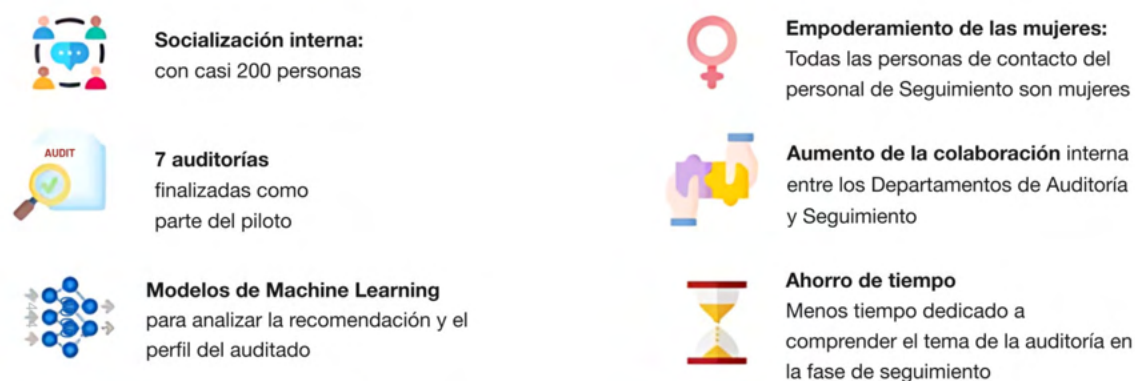 Socialización interna:
con casi 200 personas
AUDIT
7 auditorías
finalizadas como
parte del piloto
Modelos de Machine Learning
para analizar la recomendación y el
perfil del auditado
Empoderamiento de las mujeres:
Todas las personas de contacto del
personal de Seguimiento son mujeres
Aumento de la colaboración interna
entre los Departamentos de Auditoría
y Seguimiento
Ahorro de tiempo
Menos tiempo dedicado a
comprender el tema de la auditoría en
la fase de seguimiento